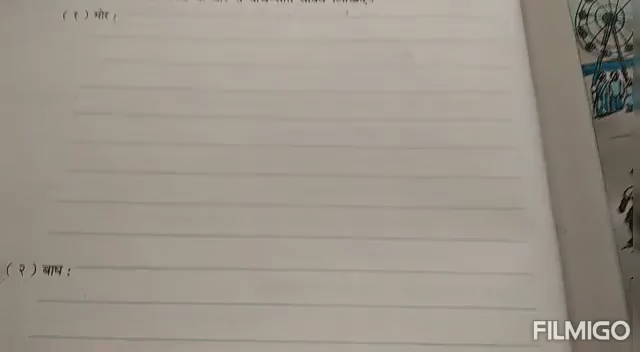 के बारे में पाँच-सात वाक्य लिखिए।
( १ ) मोर :
( २ ) बाघ :
FILMIGO